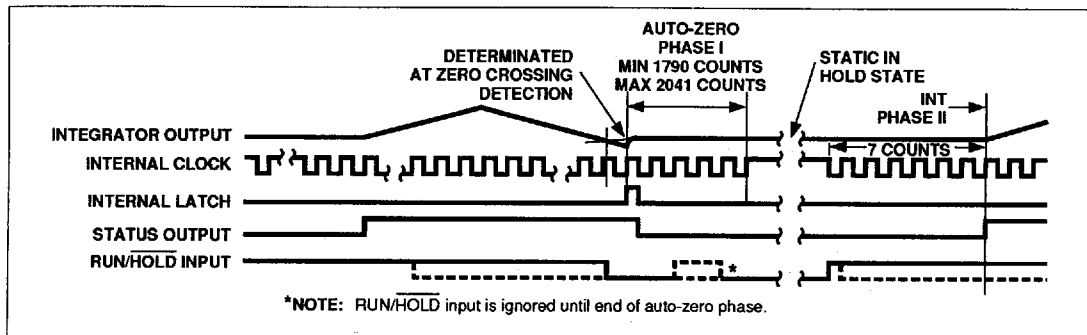 AUTO-ZERO
PHASE I
MIN 1790 COUNTS
MAX 2041 COUNTS
DETERMINATED
AT ZERO CROSSING
DETECTION
STATIC IN
HOLD STATE
INT
PHASE II
INTEGRATOR OUTPUT
7 COUNTS
INTERNAL CLOCK
INTERNAL LATCH
STATUS OUTPUT
RUN/HOLD INPUT
*
*NOTE: RUN/HOLD input is ignored until end of auto-zero phase.